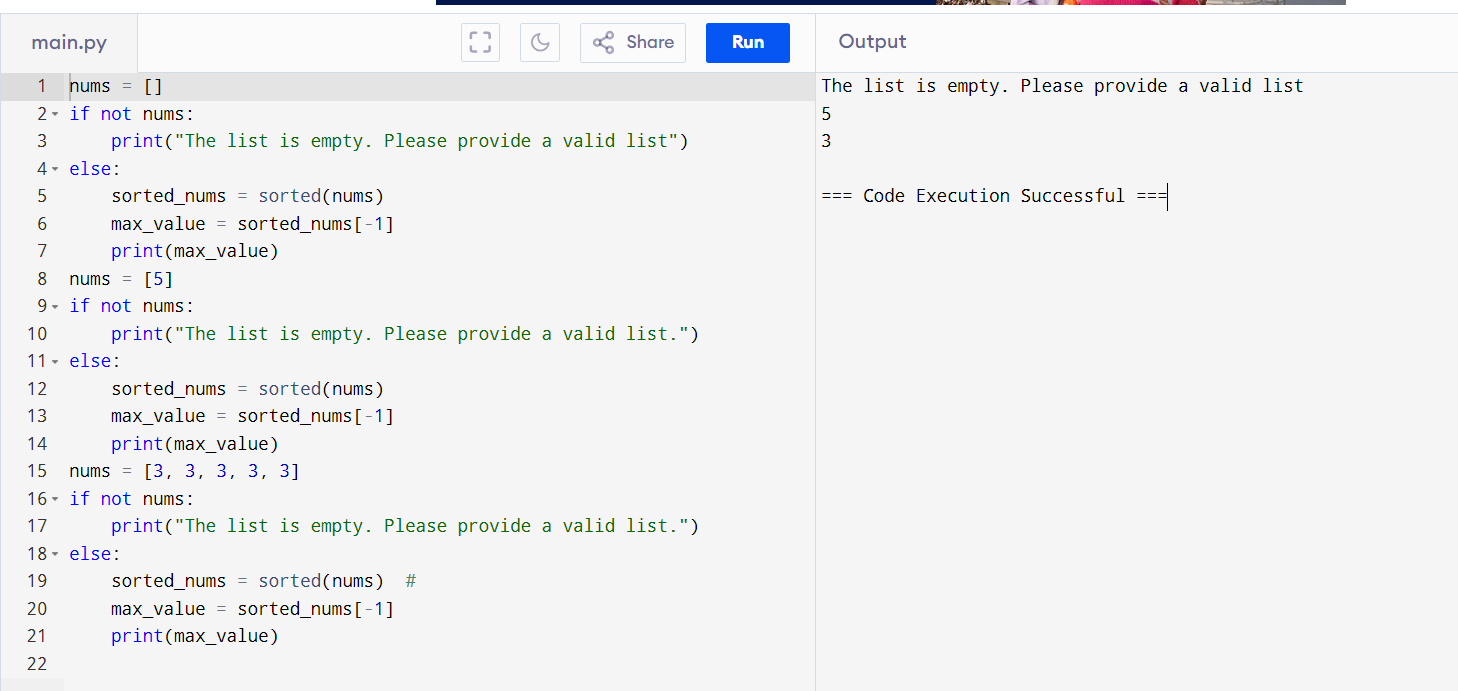 main.py
Share
Run
Output
1 nums = []
2 if not nums:
3     print("The list is empty. Please provide a valid list")
4 else:
5     sorted_nums = sorted(nums)
6     max_value = sorted_nums[-1]
7     print(max_value)
8 nums = [5]
9 if not nums:
10     print("The list is empty. Please provide a valid list.")
11 else:
12     sorted_nums = sorted(nums)
13     max_value = sorted_nums[-1]
14     print(max_value)
15 nums = [3, 3, 3, 3, 3]
16 if not nums:
17     print("The list is empty. Please provide a valid list.")
18 else:
19     sorted_nums = sorted(nums)  #
20     max_value = sorted_nums[-1]
21     print(max_value)
22
The list is empty. Please provide a valid list
5
3
=== Code Execution Successful ===